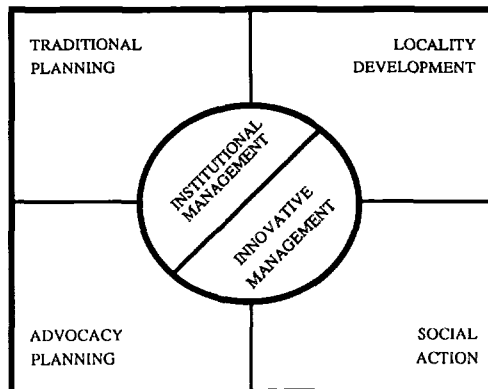 TRADITIONAL
PLANNING
LOCALITY
DEVELOPMENT
INSTITUTIONAL
MANAGEMENT
INNOVATIVE
MANAGEMENT
ADVOCACY
PLANNING
SOCIAL
ACTION